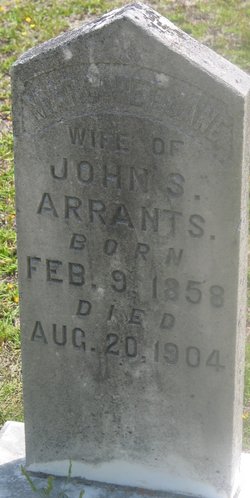 WIFE OF
JOHN S.
ARRANTS.
BORN
FEB. 9, 1858
DIED
AUG. 20, 1904